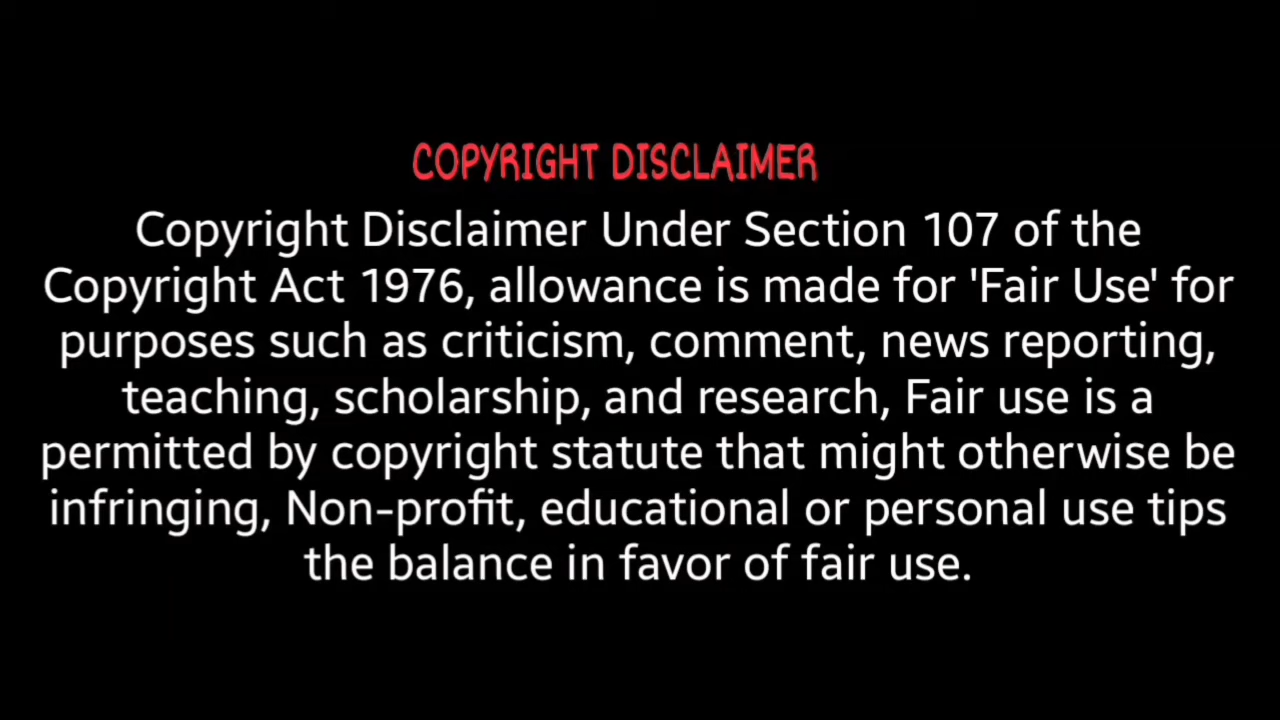 COPYRIGHT DISCLAIMER
Copyright Disclaimer Under Section 107 of the
Copyright Act 1976, allowance is made for 'Fair Use' for
purposes such as criticism, comment, news reporting,
teaching, scholarship, and research, Fair use is a
permitted by copyright statute that might otherwise be
infringing, Non-profit, educational or personal use tips
the balance in favor of fair use.